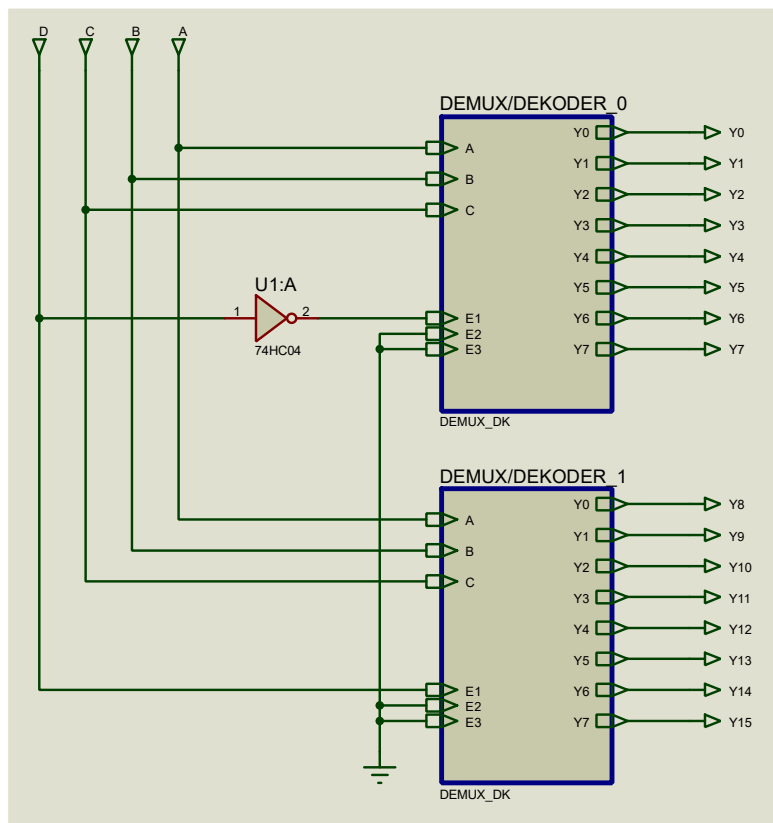 D C B A
DEMUX/DEKODER_0
A
B
C
E1
E2
E3
Y0 Y0
Y1 Y1
Y2 Y2
Y3 Y3
Y4 Y4
Y5 Y5
Y6 Y6
Y7 Y7
DEMUX_DK
U1:A
1 2
74HC04
DEMUX/DEKODER_1
A
B
C
E1
E2
E3
Y0 Y8
Y1 Y9
Y2 Y10
Y3 Y11
Y4 Y12
Y5 Y13
Y6 Y14
Y7 Y15
DEMUX_DK